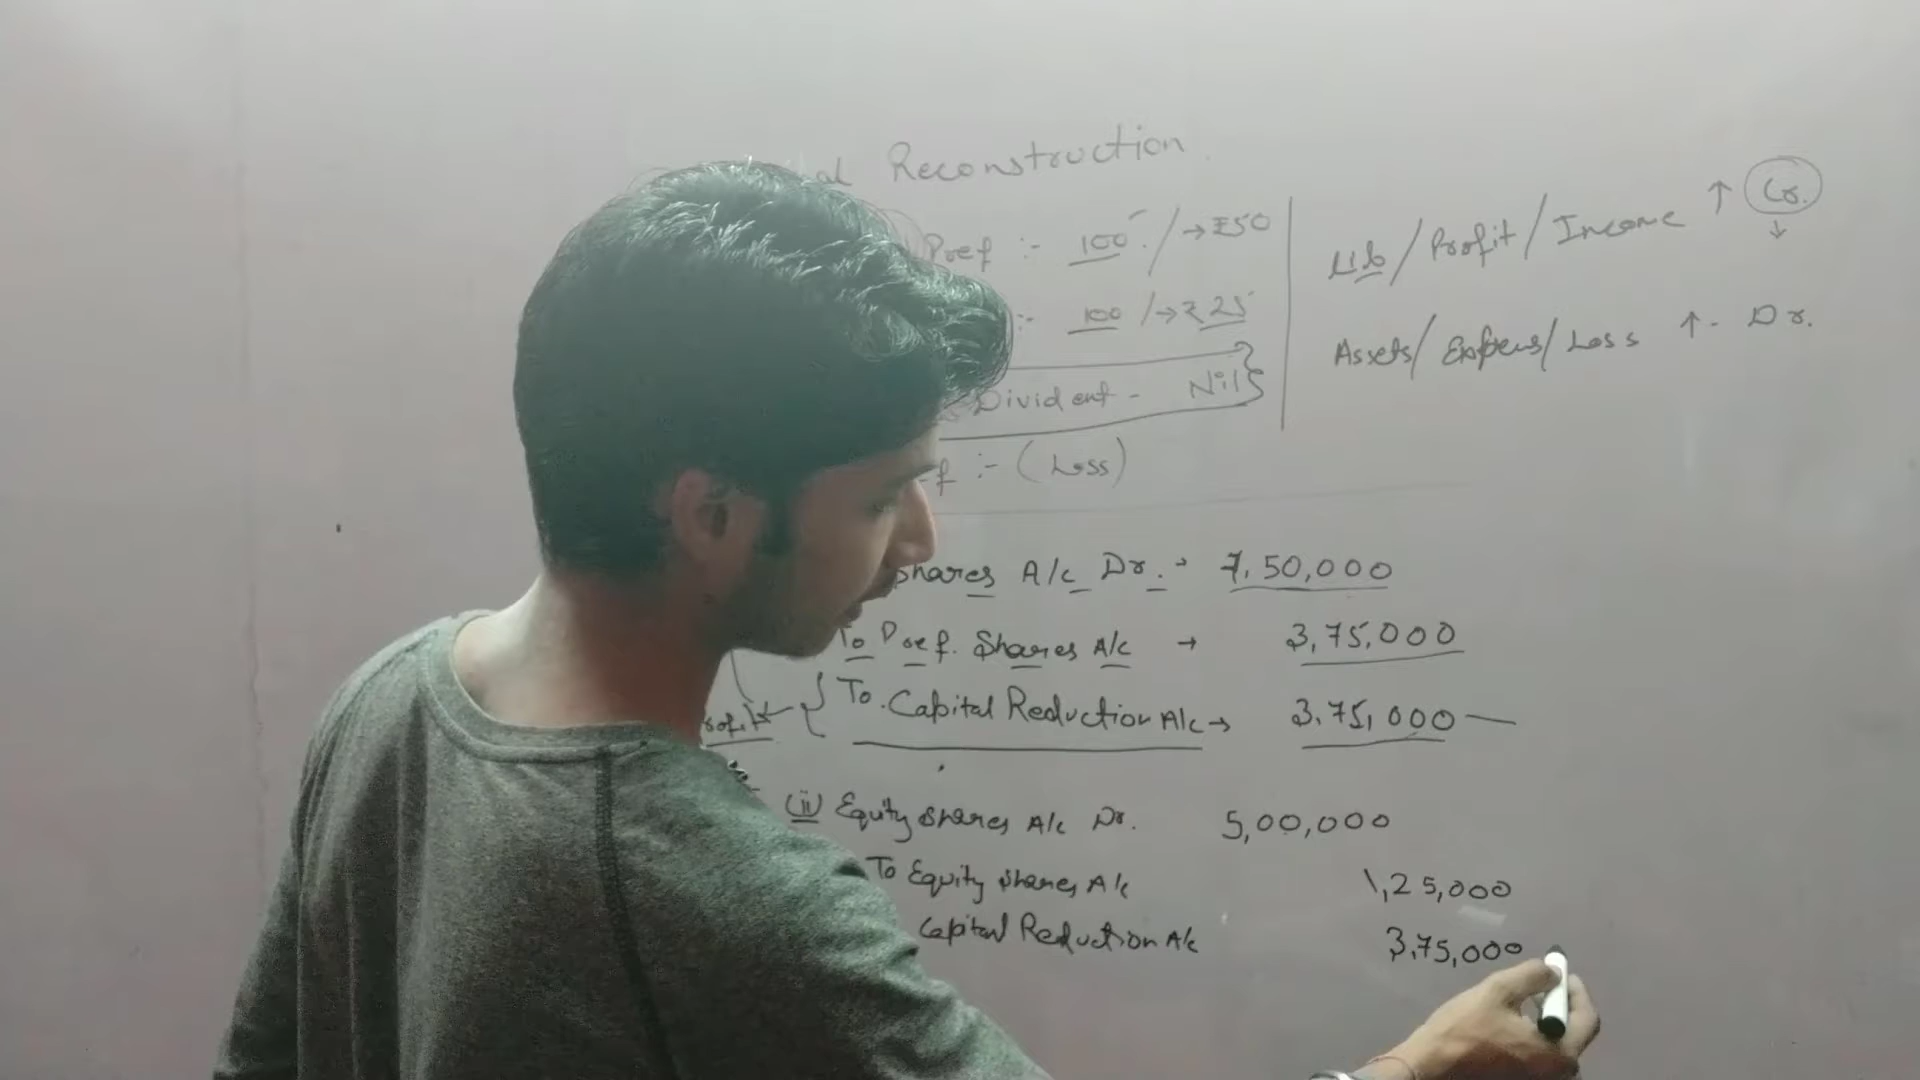 al Reconstruction
Pref :- 100 / → ₹50
:- 100 / → ₹25
Divident - Nil
f :- (Loss)
Lib / Profit / Income ↑ Cr. ↓
Assets / Expens / Loss ↑ - Dr.
Shares A/c Dr. → 7,50,000
To Pref. Shares A/c → 3,75,000
To Capital Reduction A/c → 3,75,000
rofit
(ii) Equity Shares A/c Dr. 5,00,000
To Equity Shares A/c 1,25,000
Capital Reduction A/c 3,75,000